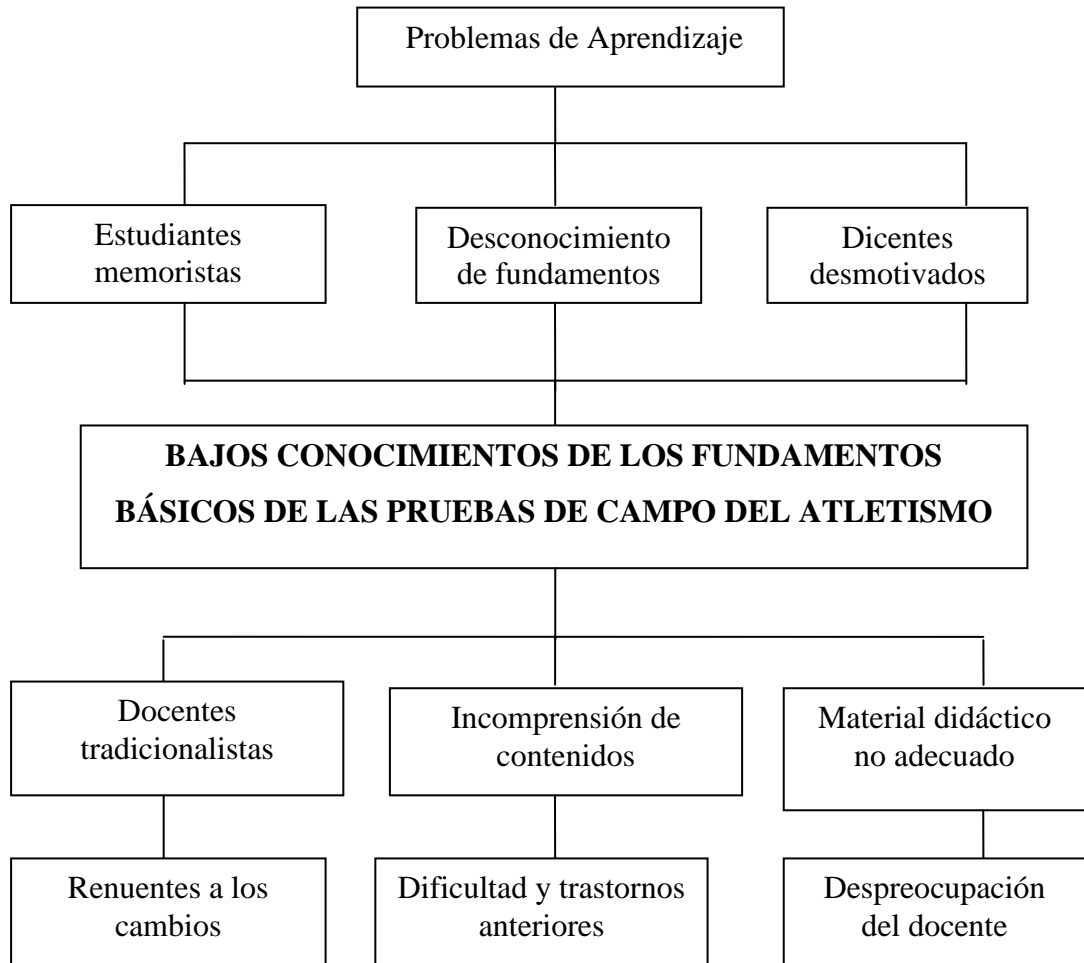 Problemas de Aprendizaje
Estudiantes
memoristas
Desconocimiento
de fundamentos
Dicentes
desmotivados
BAJOS CONOCIMIENTOS DE LOS FUNDAMENTOS
BÁSICOS DE LAS PRUEBAS DE CAMPO DEL ATLETISMO
Docentes
tradicionalistas
Incomprensión de
contenidos
Material didáctico
no adecuado
Renuentes a los
cambios
Dificultad y trastornos
anteriores
Despreocupación
del docente